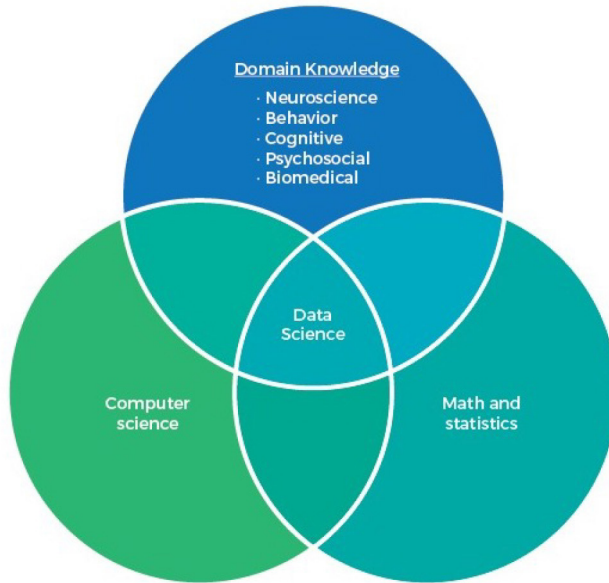 Domain Knowledge
· Neuroscience
· Behavior
· Cognitive
· Psychosocial
· Biomedical
Data
Science
Computer
science
Math and
statistics